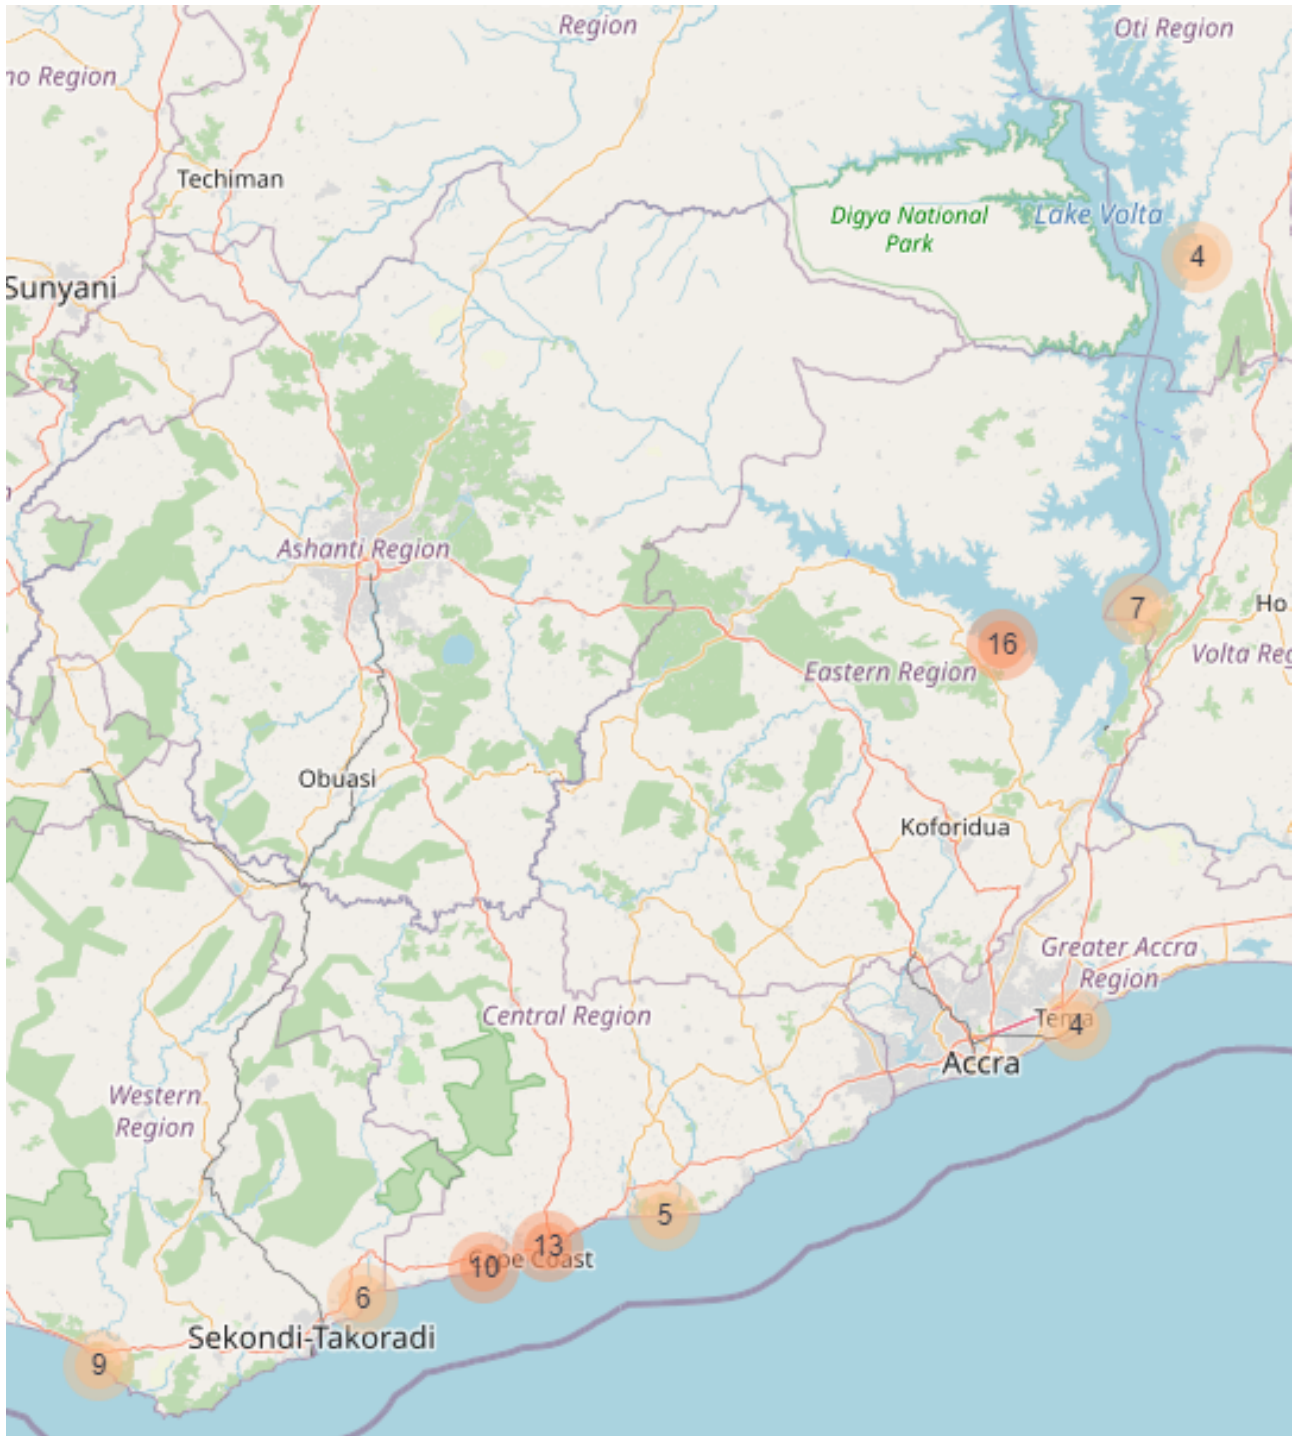 Region
Oti Region
no Region
Techiman
Digya National
Park
Lake Volta
4
Sunyani
Ashanti Region
7
Ho
16
Volta Reg
Eastern Region
Obuasi
Koforidua
Greater Accra
Region
Central Region
Tema
4
Accra
Western
Region
5
13
Cape Coast
10
6
Sekondi-Takoradi
9